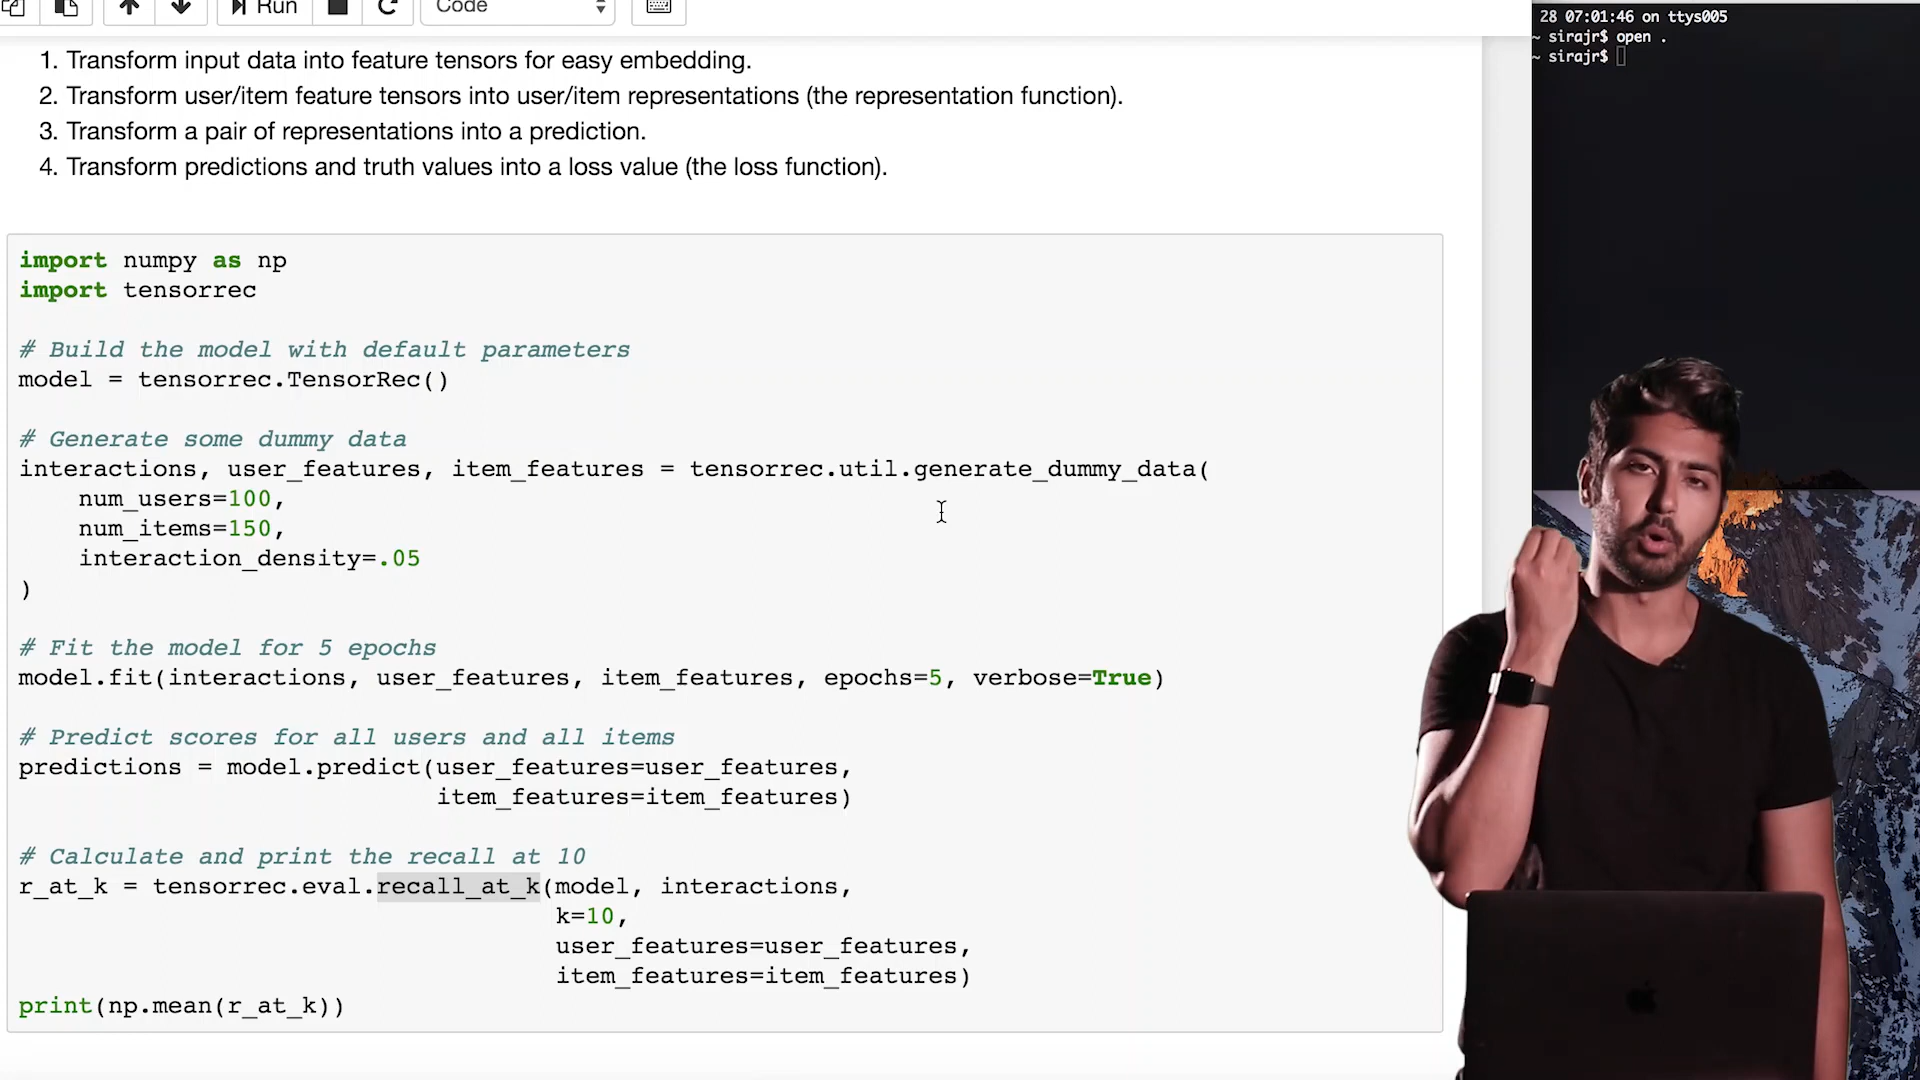 Run
Code
28 07:01:46 on ttys005
~ sirajr$ open .
~ sirajr$
1. Transform input data into feature tensors for easy embedding.
2. Transform user/item feature tensors into user/item representations (the representation function).
3. Transform a pair of representations into a prediction.
4. Transform predictions and truth values into a loss value (the loss function).
import numpy as np
import tensorrec
# Build the model with default parameters
model = tensorrec.TensorRec()
# Generate some dummy data
interactions, user_features, item_features = tensorrec.util.generate_dummy_data(
    num_users=100,
    num_items=150,
    interaction_density=.05
)
# Fit the model for 5 epochs
model.fit(interactions, user_features, item_features, epochs=5, verbose=True)
# Predict scores for all users and all items
predictions = model.predict(user_features=user_features,
                            item_features=item_features)
# Calculate and print the recall at 10
r_at_k = tensorrec.eval.recall_at_k(model, interactions,
                                    k=10,
                                    user_features=user_features,
                                    item_features=item_features)
print(np.mean(r_at_k))